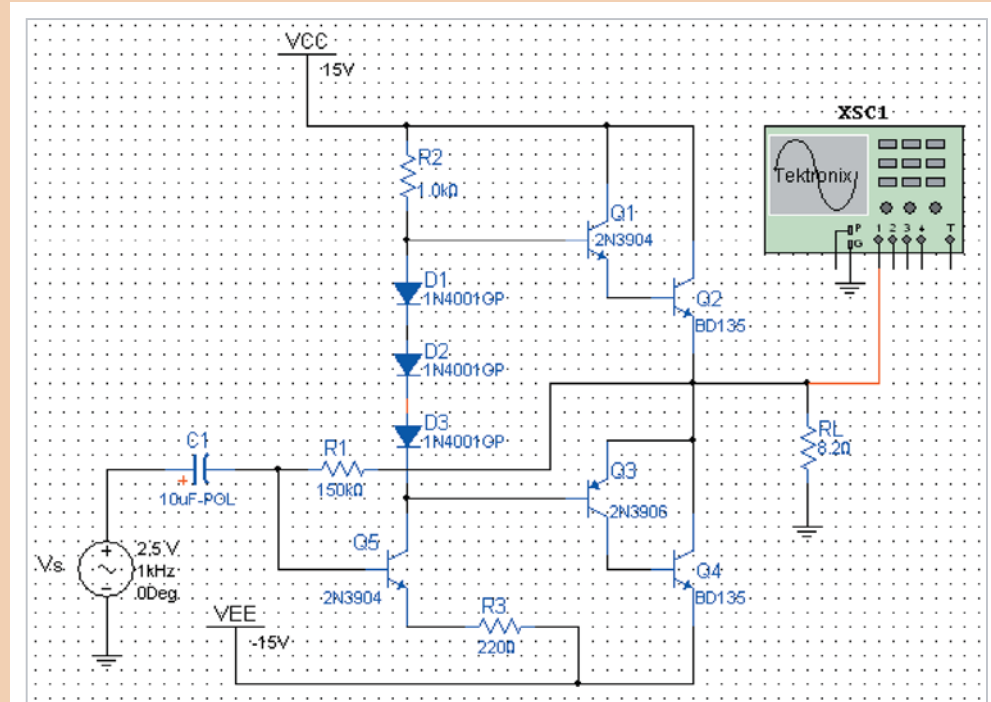 VCC
15V
XSC1
Tektronix
P
G
1 2 3 4
T
R2
1.0kΩ
Q1
2N3904
D1
1N4001GP
Q2
BD135
D2
1N4001GP
D3
1N4001GP
C1
+
10uF-POL
R1
150kΩ
RL
8.2Ω
Q3
2N3906
Q5
2N3904
Q4
BD135
Vs
2.5 V
1kHz
0Deg
VEE
-15V
R3
220Ω